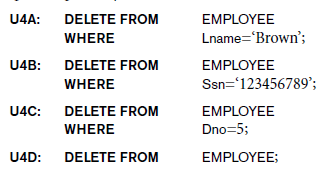 U4A: DELETE FROM EMPLOYEE
WHERE Lname=‘Brown’;
U4B: DELETE FROM EMPLOYEE
WHERE Ssn=‘123456789’;
U4C: DELETE FROM EMPLOYEE
WHERE Dno=5;
U4D: DELETE FROM EMPLOYEE;